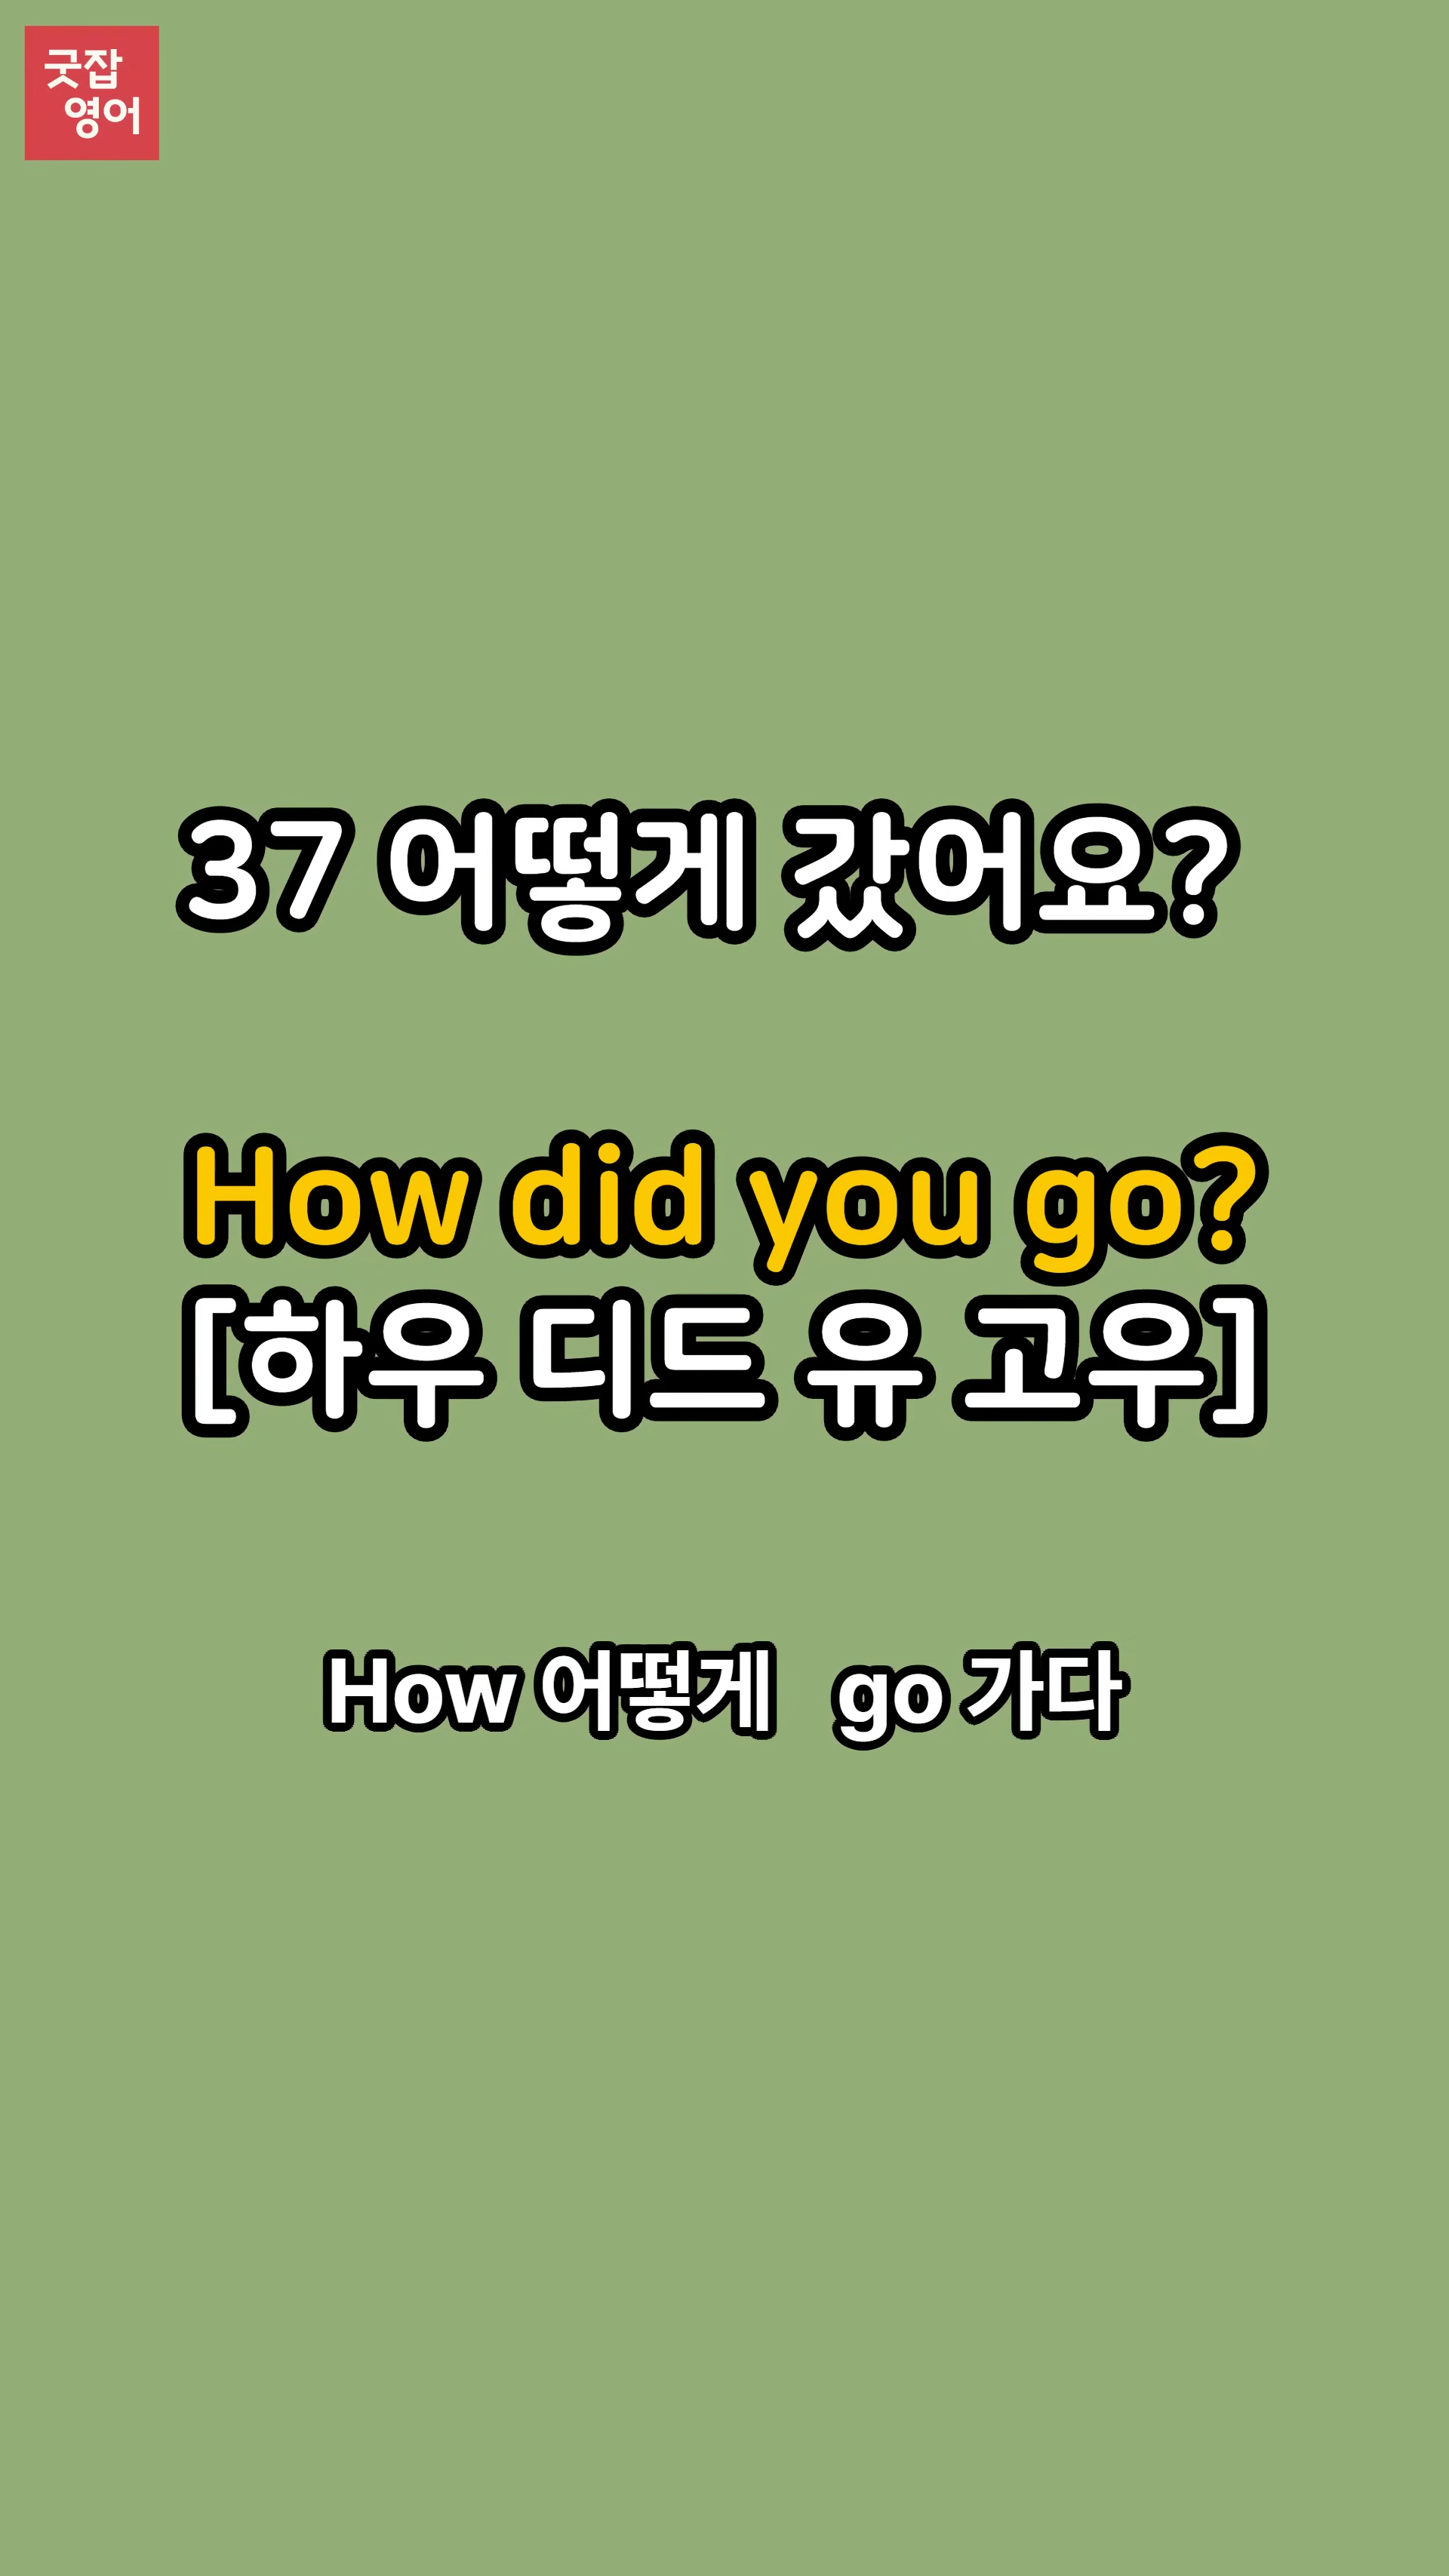 굿잡
영어
37 어떻게 갔어요?
How did you go?
[하우 디드 유 고우]
How 어떻게 go 가다